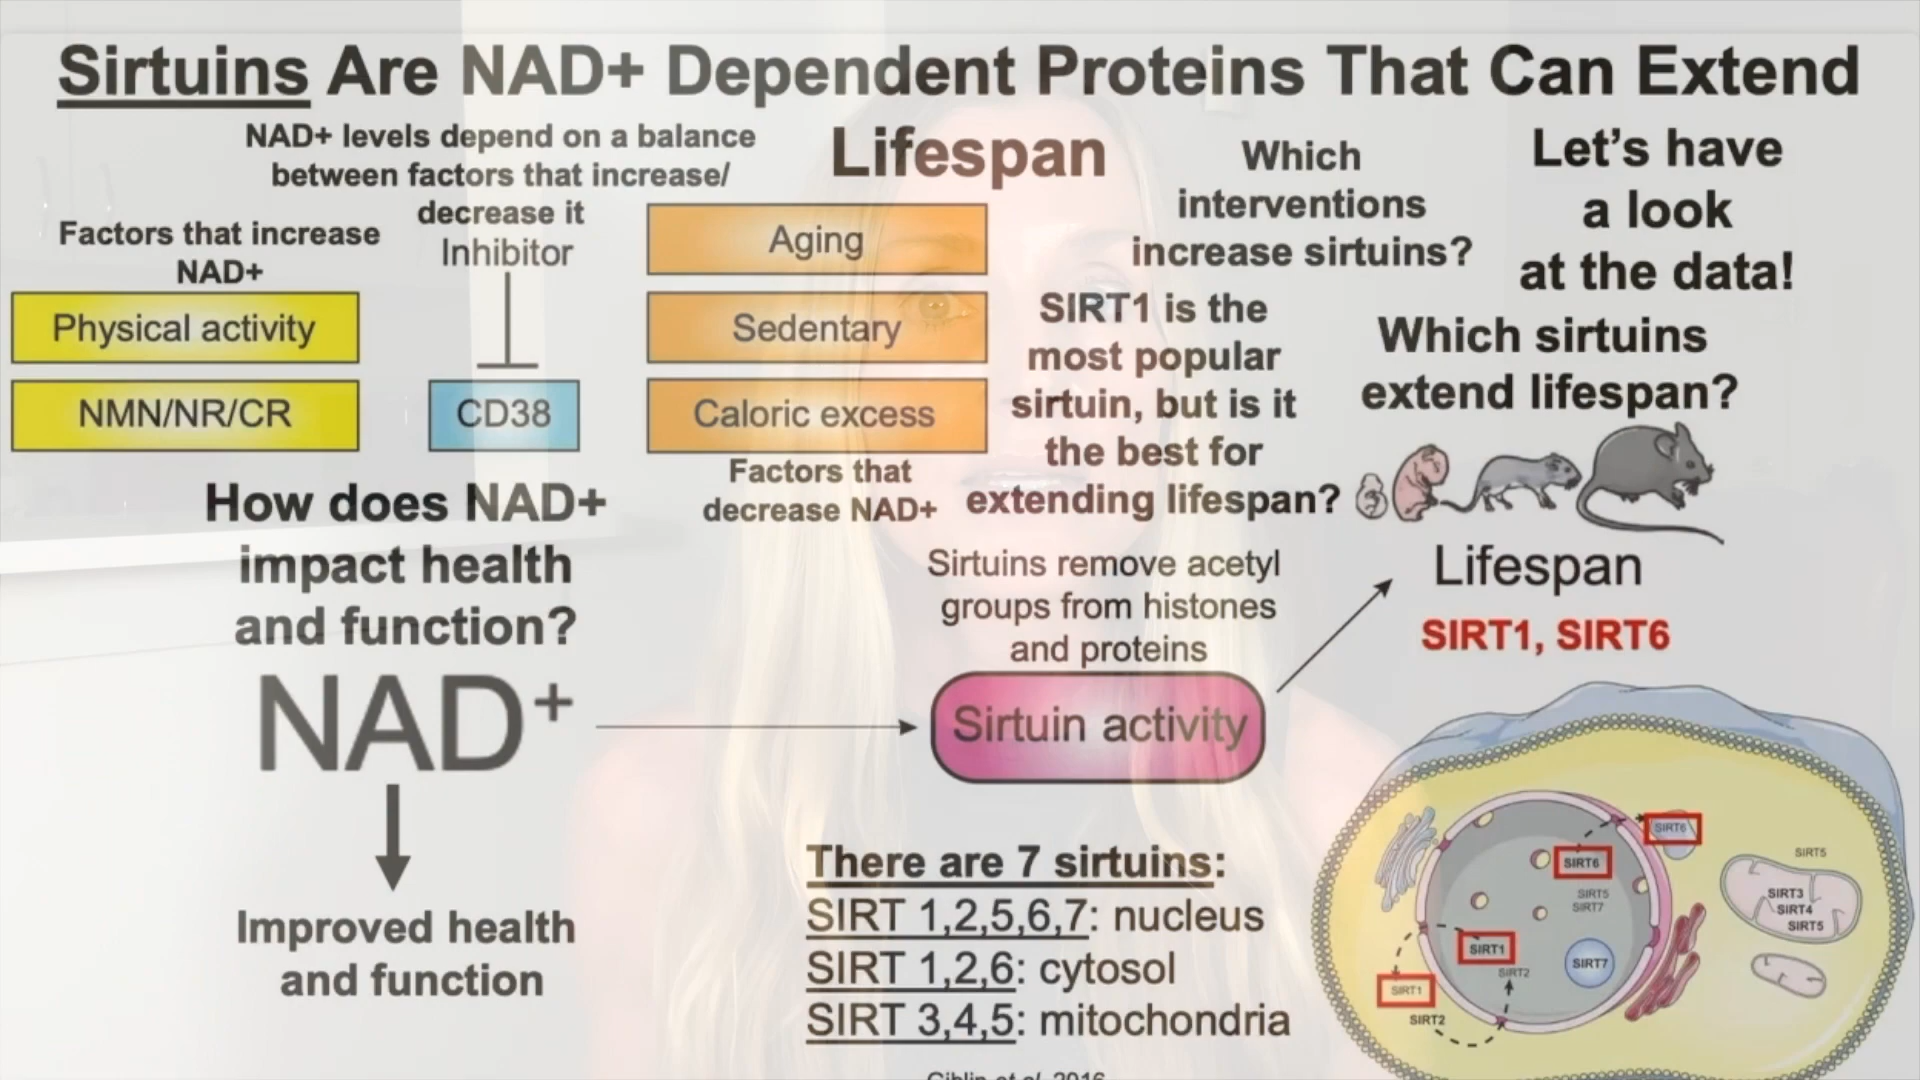 Sirtuins Are NAD+ Dependent Proteins That Can Extend
Lifespan
NAD+ levels depend on a balance
between factors that increase/
decrease it
Factors that increase
NAD+
Physical activity
NMN/NR/CR
Inhibitor
CD38
Aging
Sedentary
Caloric excess
Factors that
decrease NAD+
Which
interventions
increase sirtuins?
Let's have
a look
at the data!
SIRT1 is the
most popular
sirtuin, but is it
the best for
extending lifespan?
Which sirtuins
extend lifespan?
Lifespan
SIRT1, SIRT6
How does NAD+
impact health
and function?
NAD+
Improved health
and function
Sirtuins remove acetyl
groups from histones
and proteins
Sirtuin activity
There are 7 sirtuins:
SIRT 1,2,5,6,7: nucleus
SIRT 1,2,6: cytosol
SIRT 3,4,5: mitochondria
SIRT6
SIRT6
SIRT5
SIRT7
SIRT1
SIRT2
SIRT7
SIRT1
SIRT2
SIRT5
SIRT3
SIRT4
SIRT5